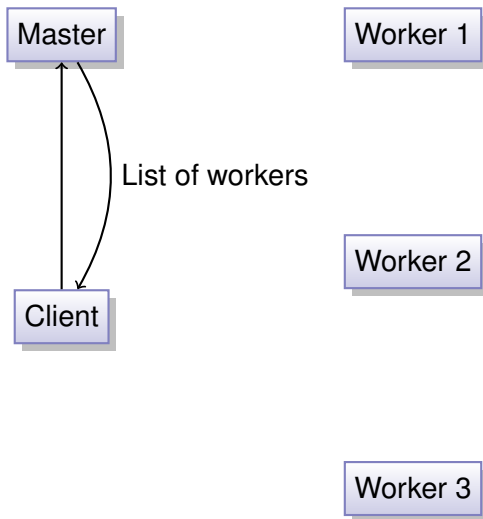 Master
Worker 1
List of workers
Worker 2
Client
Worker 3